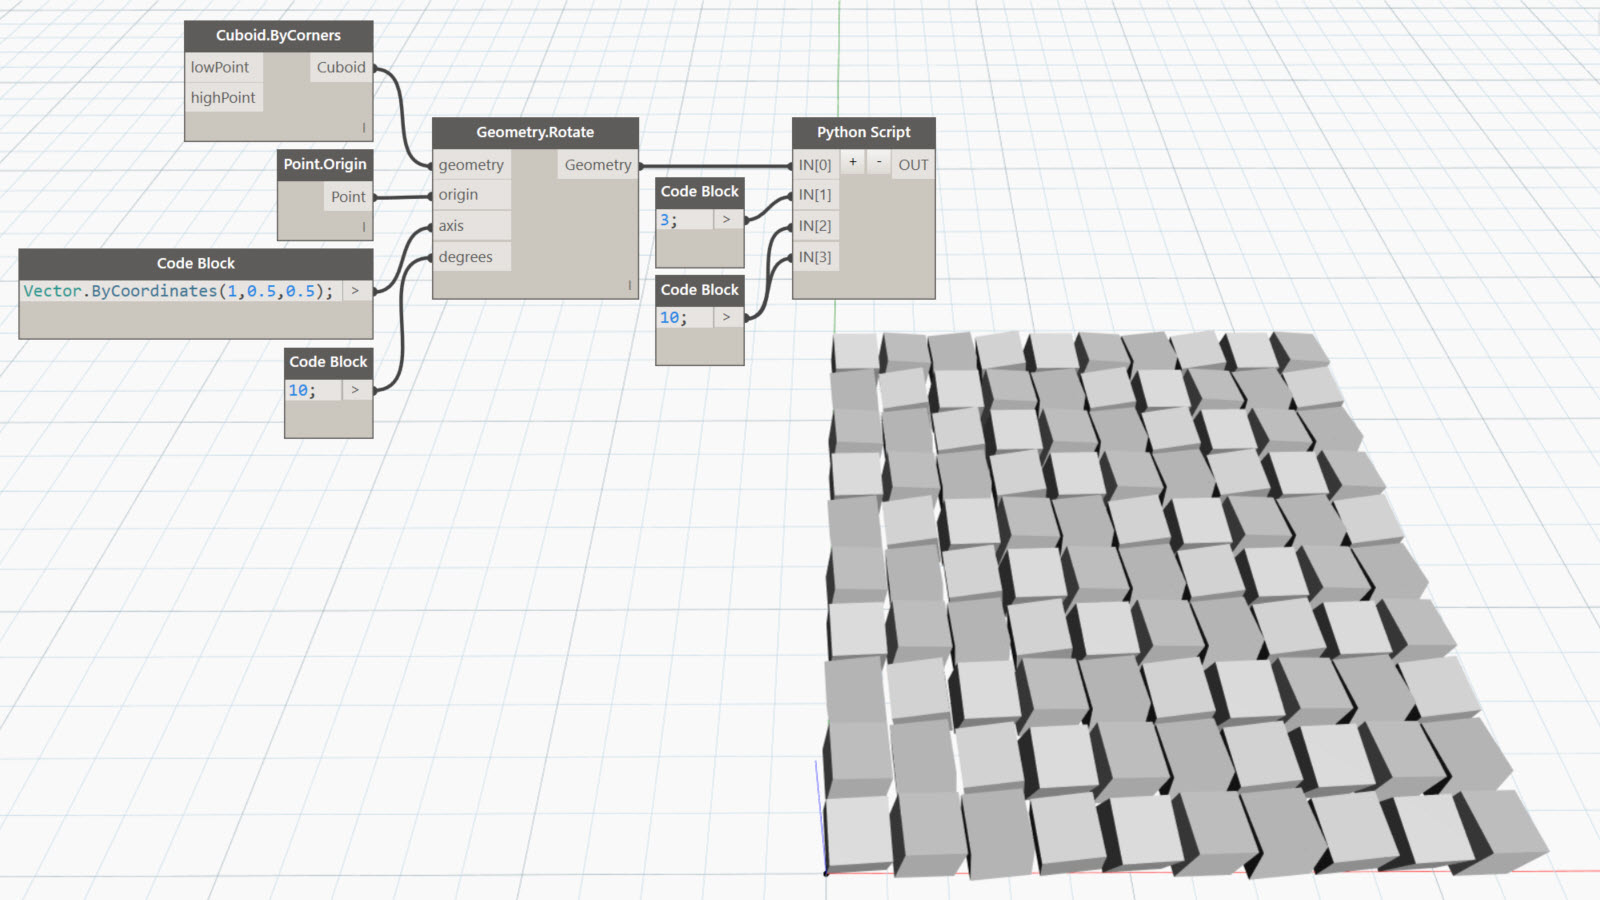 Cuboid.ByCorners
lowPoint Cuboid
highPoint
|
Point.Origin
Point
|
Code Block
Vector.ByCoordinates(1,0.5,0.5); >
Code Block
10; >
Geometry.Rotate
geometry Geometry
origin
axis
degrees
|
Code Block
3; >
Code Block
10; >
Python Script
IN[0] + - OUT
IN[1]
IN[2]
IN[3]